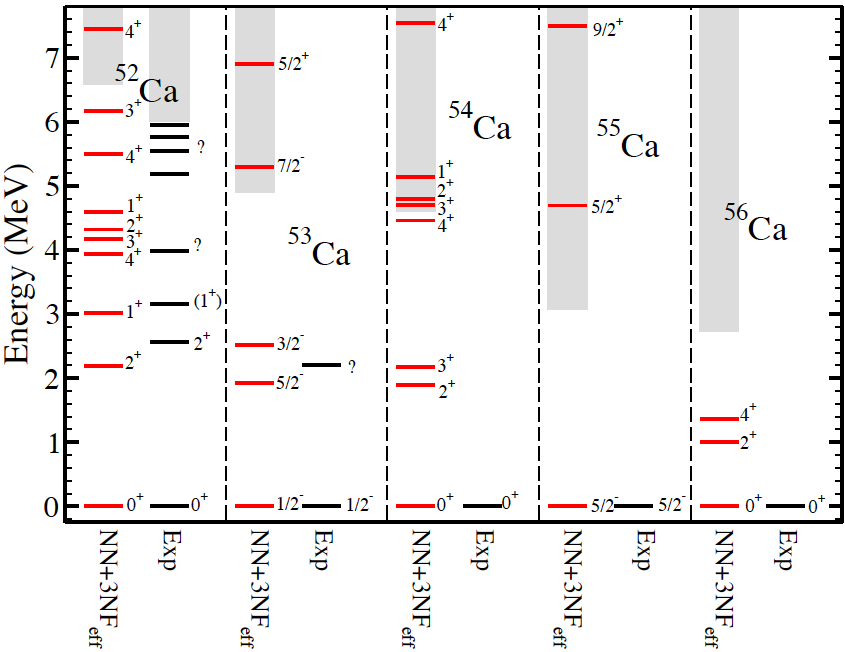 Energy (MeV)
7
6
5
4
3
2
1
0
52Ca
4+
3+
4+
1+
2+
3+
4+
1+
2+
0+
?
?
(1+)
2+
0+
53Ca
5/2+
7/2-
3/2-
5/2-
1/2-
?
1/2-
54Ca
4+
1+
2+
3+
4+
3+
2+
0+
0+
55Ca
9/2+
5/2+
5/2-
5/2-
56Ca
4+
2+
0+
0+
NN+3NFeff
Exp
NN+3NFeff
Exp
NN+3NFeff
Exp
NN+3NFeff
Exp
NN+3NFeff
Exp